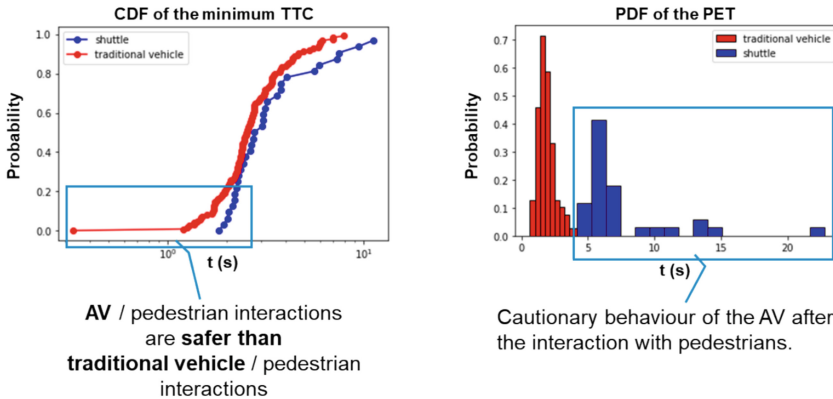 CDF of the minimum TTC
shuttle
traditional vehicle
Probability
1.0
0.8
0.6
0.4
0.2
0.0
10⁰
10¹
t (s)
AV / pedestrian interactions
are safer than
traditional vehicle / pedestrian
interactions
PDF of the PET
traditional vehicle
shuttle
Probability
0.7
0.6
0.5
0.4
0.3
0.2
0.1
0.0
0 5 10 15 20
t (s)
Cautionary behaviour of the AV after
the interaction with pedestrians.